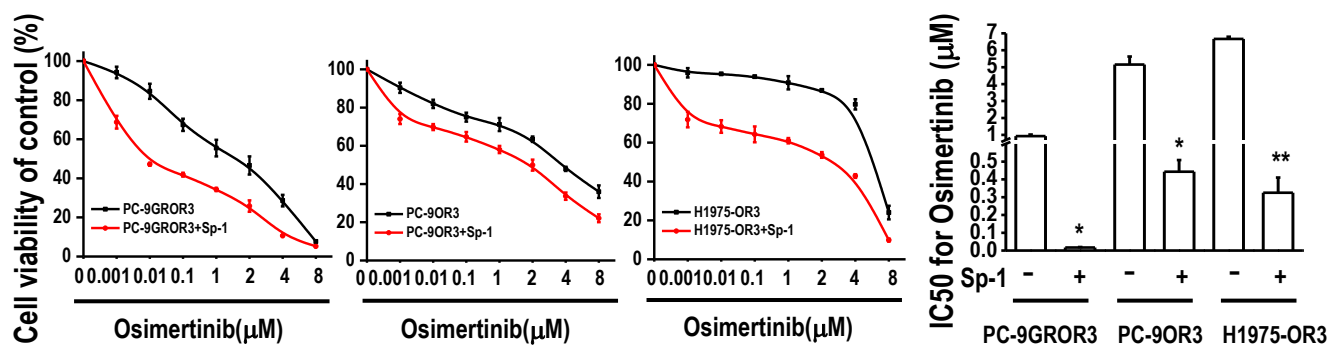 Cell viability of control (%)
100
80
60
40
20
0
PC-9GROR3
PC-9GROR3+Sp-1
0 0.001 0.01 0.1 1 2 4 8
Osimertinib(μM)
100
80
60
40
20
0
PC-9OR3
PC-9OR3+Sp-1
0 0.001 0.01 0.1 1 2 4 8
Osimertinib(μM)
100
80
60
40
20
0
H1975-OR3
H1975-OR3+Sp-1
0 0.001 0.01 0.1 1 2 4 8
Osimertinib(μM)
IC50 for Osimertinib (μM)
7
6
5
4
3
2
1
0.5
0.4
0.3
0.2
0.1
0.0
*
*
**
Sp-1 − + − + − +
PC-9GROR3 PC-9OR3 H1975-OR3